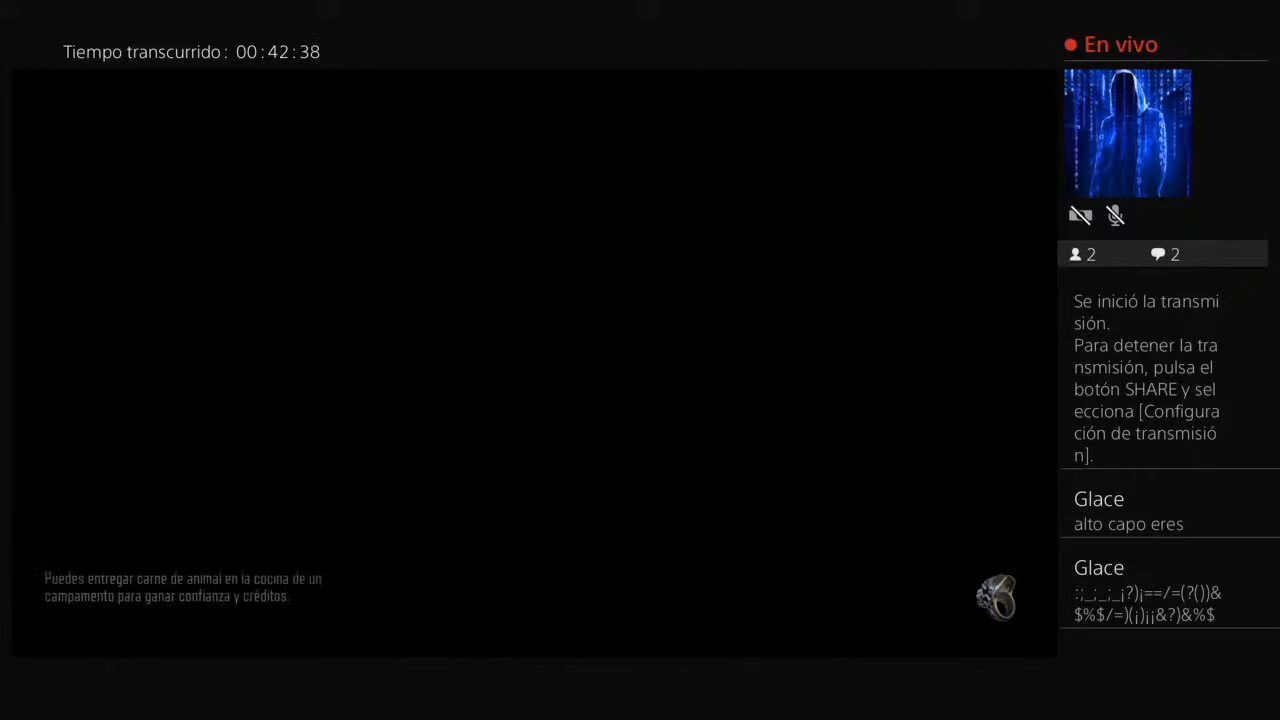 Tiempo transcurrido: 00:42:38
En vivo
2 2
Se inició la transmi
sión.
Para detener la tra
nsmisión, pulsa el
botón SHARE y sel
ecciona [Configura
ción de transmisió
n].
Glace
alto capo eres
Glace
:;_;_;_¡?)¡==/=(?())&
$%$/=)(¡)¡¡&?)&%$
Puedes entregar carne de animal en la cocina de un
campamento para ganar confianza y créditos.